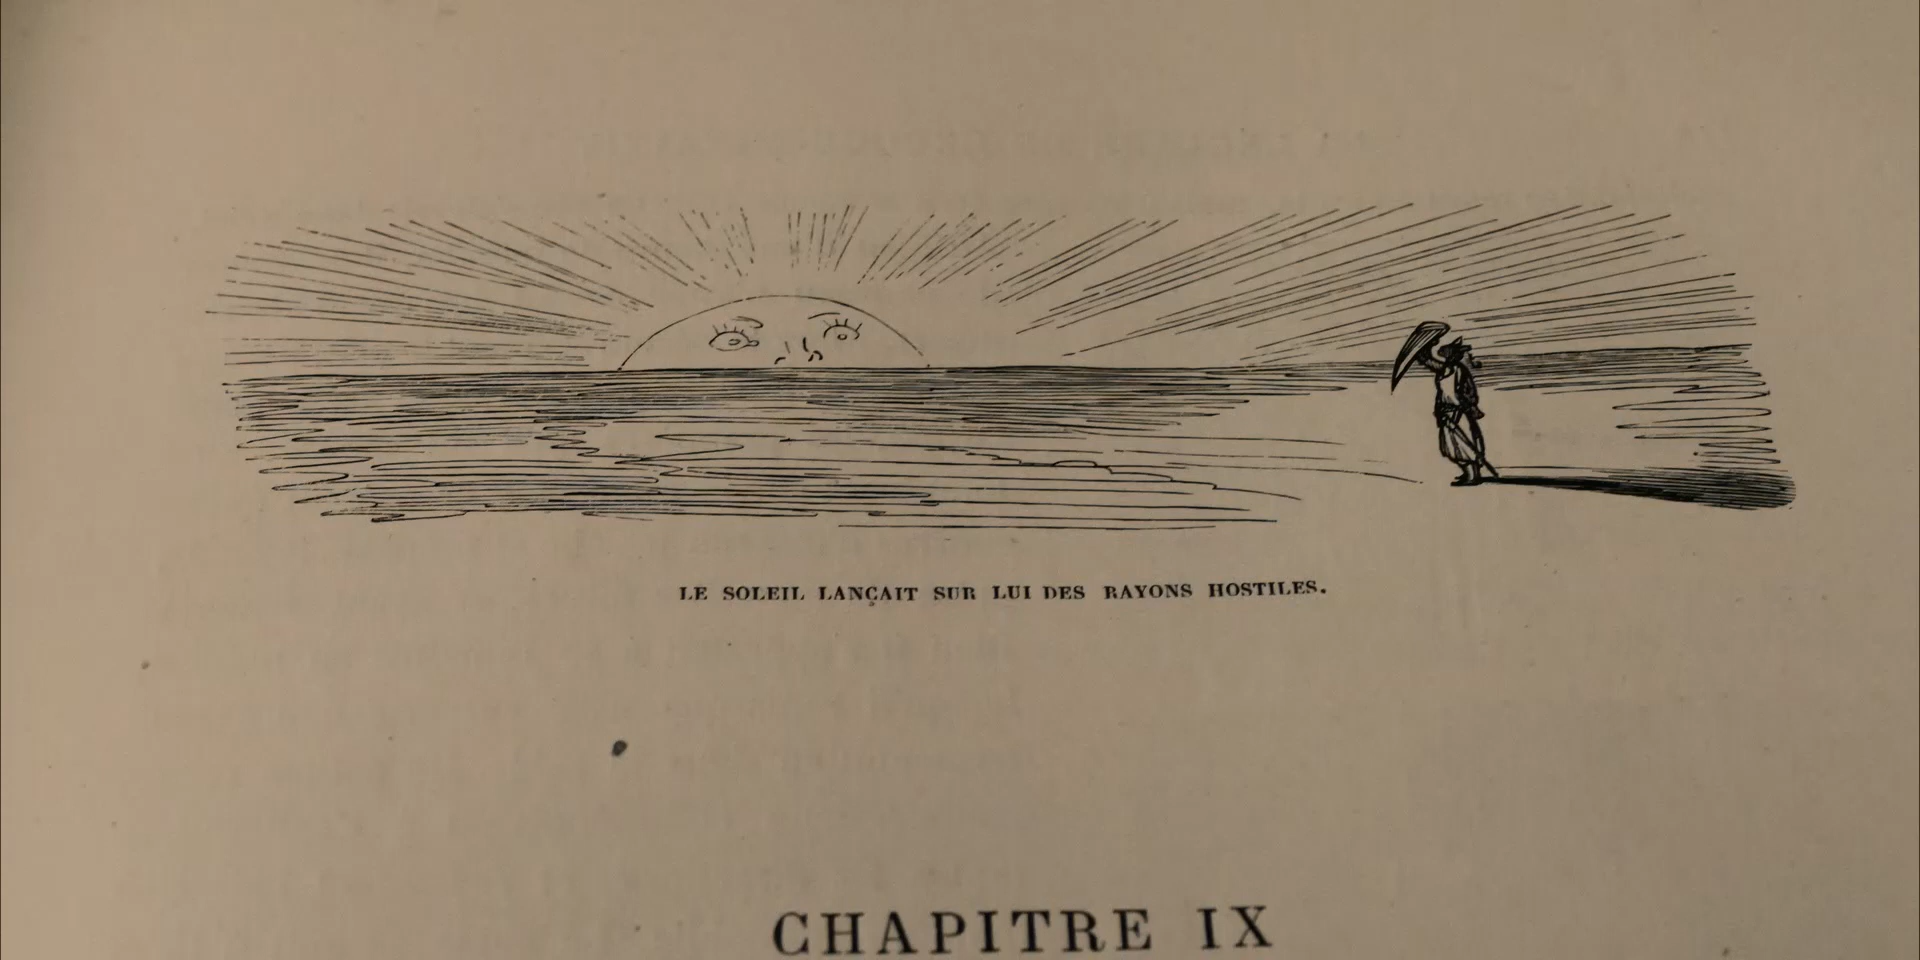 LE SOLEIL LANÇAIT SUR LUI DES RAYONS HOSTILES.
CHAPITRE IX